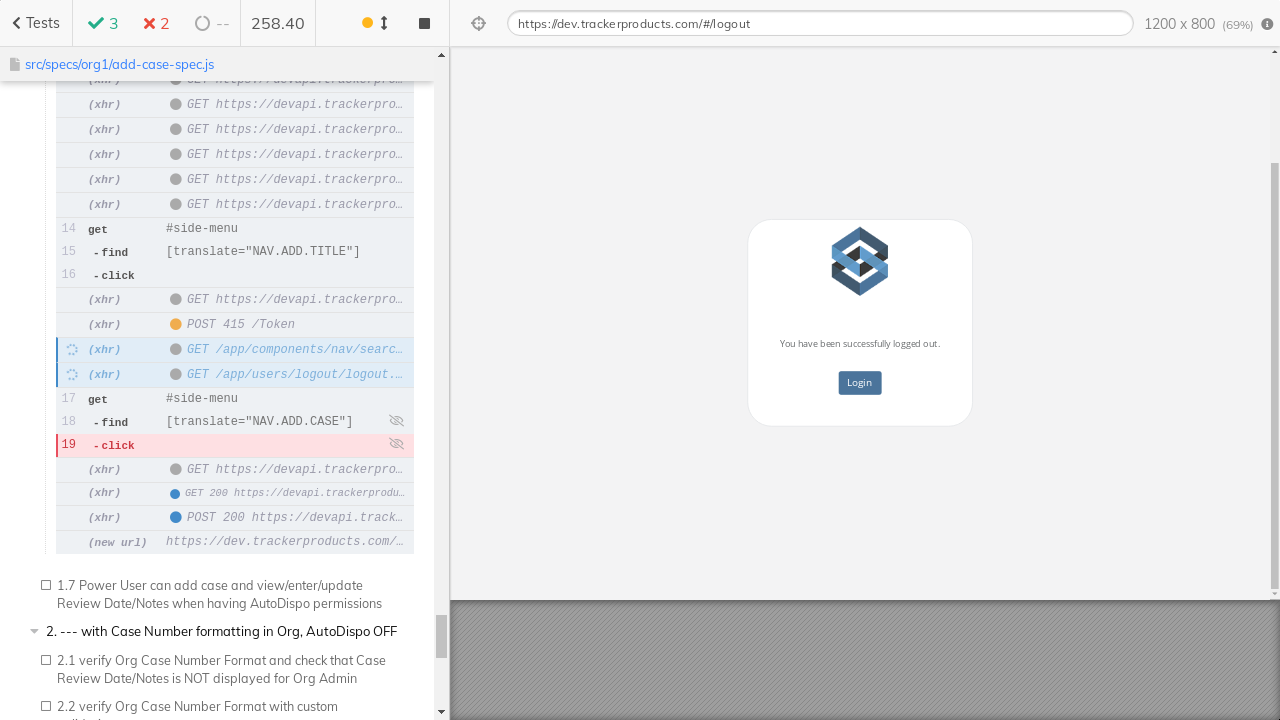 Tests 3 2 -- 258.40
https://dev.trackerproducts.com/#/logout 1200 x 800 (69%)
src/specs/org1/add-case-spec.js
(xhr) GET https://devapi.trackerpro…
(xhr) GET https://devapi.trackerpro…
(xhr) GET https://devapi.trackerpro…
(xhr) GET https://devapi.trackerpro…
(xhr) GET https://devapi.trackerpro…
(xhr) GET https://devapi.trackerpro…
14 get #side-menu
15 -find [translate="NAV.ADD.TITLE"]
16 -click
(xhr) GET https://devapi.trackerpro…
(xhr) POST 415 /Token
(xhr) GET /app/components/nav/searc…
(xhr) GET /app/users/logout/logout.…
17 get #side-menu
18 -find [translate="NAV.ADD.CASE"]
19 -click
(xhr) GET https://devapi.trackerpro…
(xhr) GET 200 https://devapi.trackerprodu…
(xhr) POST 200 https://devapi.track…
(new url) https://dev.trackerproducts.com/…
1.7 Power User can add case and view/enter/update
Review Date/Notes when having AutoDispo permissions
2. --- with Case Number formatting in Org, AutoDispo OFF
2.1 verify Org Case Number Format and check that Case
Review Date/Notes is NOT displayed for Org Admin
2.2 verify Org Case Number Format with custom
You have been successfully logged out.
Login